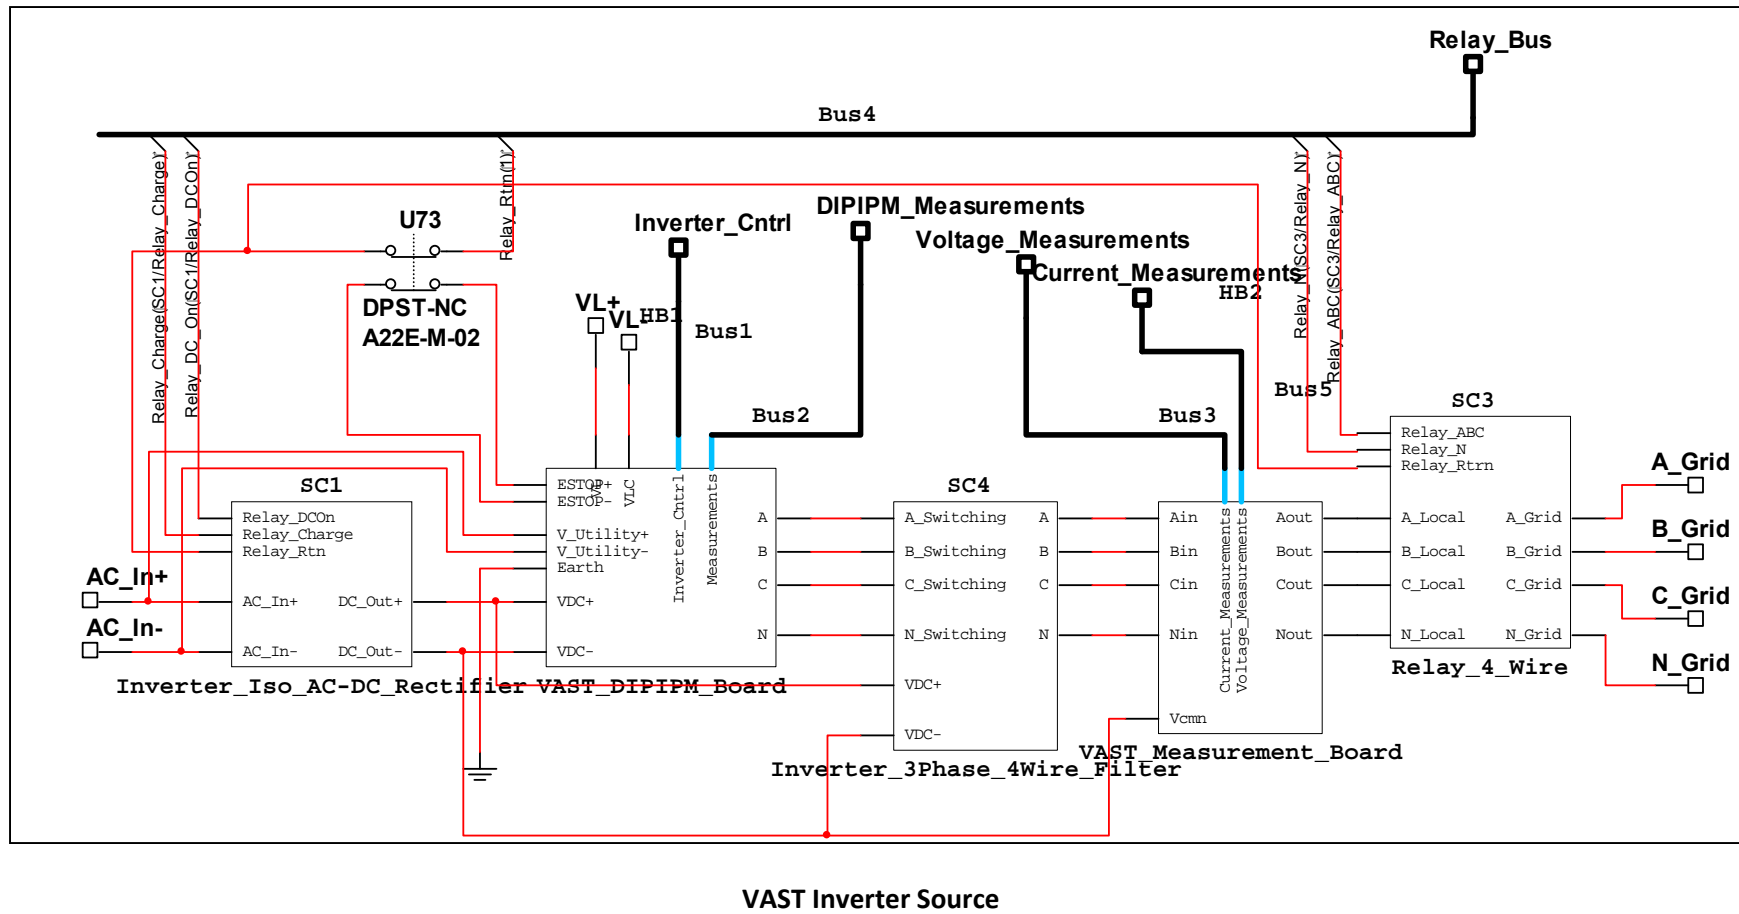 Relay_Bus
Bus4
Relay_Charge(SC1/Relay_Charge)
Relay_DC_On(SC1/Relay_DCOn)
Relay_Rtrn(1)
Relay_N(SC3/Relay_N)
Relay_ABC(SC3/Relay_ABC)
U73
DPST-NC
A22E-M-02
Inverter_Cntrl
DIPIPM_Measurements
Voltage_Measurements
Current_Measurements
HB2
VL+
VL-
HB1
Bus1
Bus2
Bus3
Bus5
SC1
Relay_DCOn
Relay_Charge
Relay_Rtn
AC_In+
AC_In-
DC_Out+
DC_Out-
AC_In+
AC_In-
Inverter_Iso_AC-DC_Rectifier
ESTOP+
ESTOP-
VLC
V_Utility+
V_Utility-
Earth
VDC+
VDC-
Inverter_Cntrl
Measurements
A
B
C
N
VAST_DIPIPM_Board
SC4
A_Switching
B_Switching
C_Switching
N_Switching
VDC+
VDC-
A
B
C
N
Inverter_3Phase_4Wire_Filter
Ain
Bin
Cin
Nin
Vcmn
Current_Measurements
Voltage_Measurements
Aout
Bout
Cout
Nout
VAST_Measurement_Board
SC3
Relay_ABC
Relay_N
Relay_Rtrn
A_Local
B_Local
C_Local
N_Local
A_Grid
B_Grid
C_Grid
N_Grid
Relay_4_Wire
A_Grid
B_Grid
C_Grid
N_Grid
VAST Inverter Source